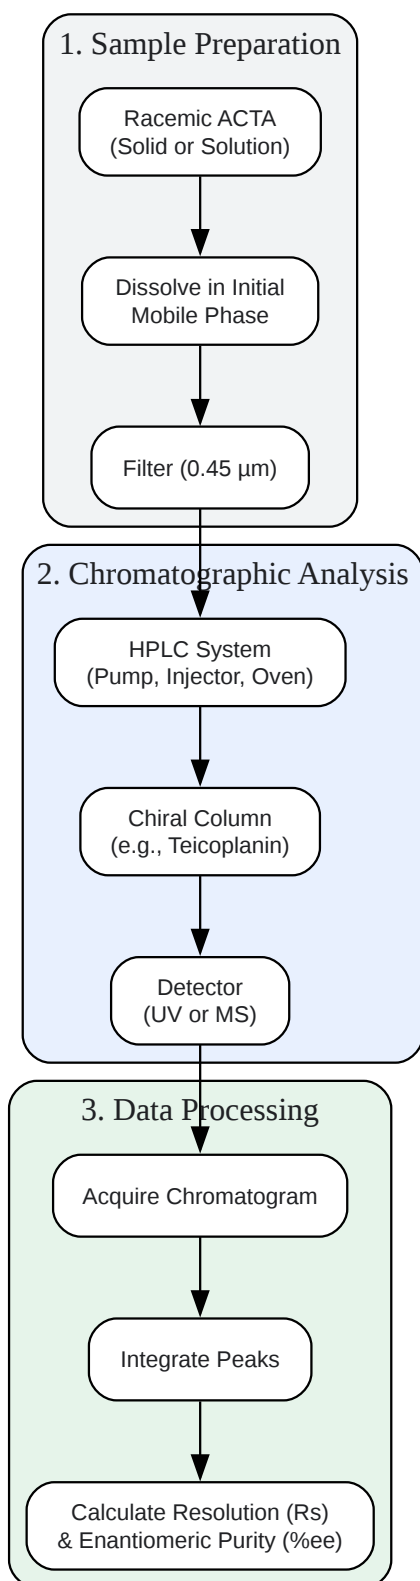 1. Sample Preparation
Racemic ACTA
(Solid or Solution)
Dissolve in Initial
Mobile Phase
Filter (0.45 µm)
2. Chromatographic Analysis
HPLC System
(Pump, Injector, Oven)
Chiral Column
(e.g., Teicoplanin)
Detector
(UV or MS)
3. Data Processing
Acquire Chromatogram
Integrate Peaks
Calculate Resolution (Rs)
& Enantiomeric Purity (%ee)